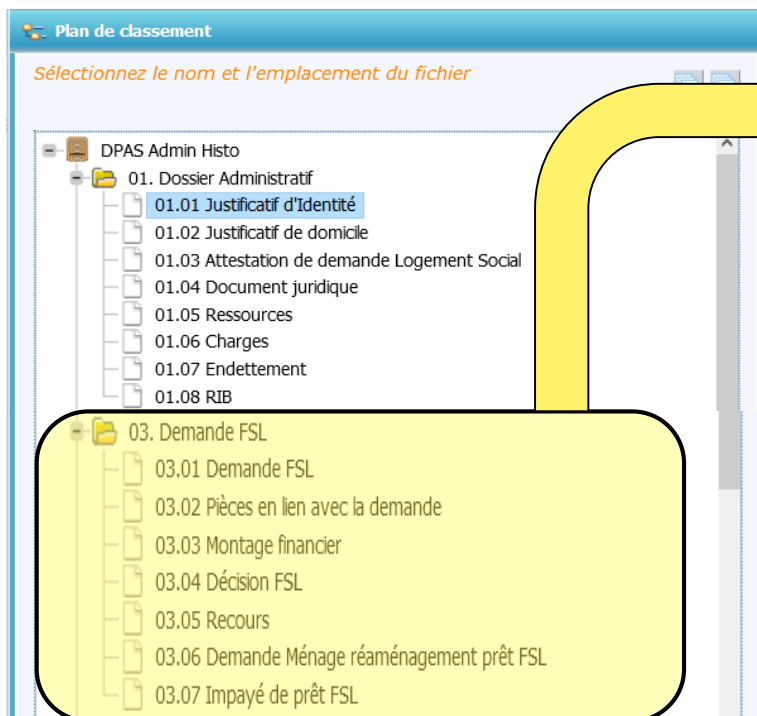 Plan de classement
Sélectionnez le nom et l'emplacement du fichier
DPAS Admin Histo
01. Dossier Administratif
01.01 Justificatif d'Identité
01.02 Justificatif de domicile
01.03 Attestation de demande Logement Social
01.04 Document juridique
01.05 Ressources
01.06 Charges
01.07 Endettement
01.08 RIB
03. Demande FSL
03.01 Demande FSL
03.02 Pièces en lien avec la demande
03.03 Montage financier
03.04 Décision FSL
03.05 Recours
03.06 Demande Ménage réaménagement prêt FSL
03.07 Impayé de prêt FSL